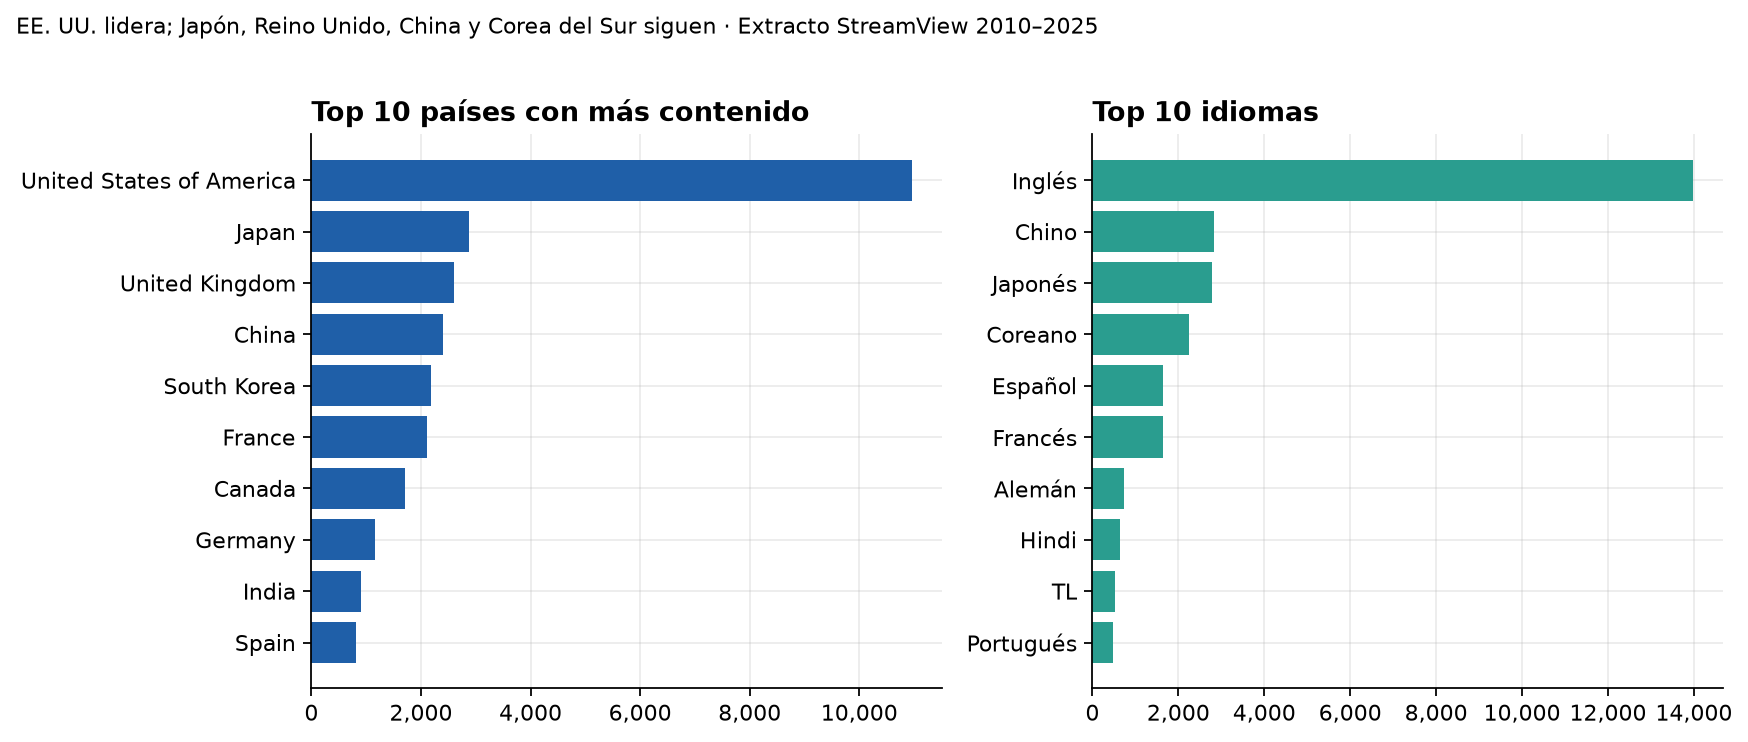 EE. UU. lidera; Japón, Reino Unido, China y Corea del Sur siguen · Extracto StreamView 2010–2025
Top 10 países con más contenido
United States of America
Japan
United Kingdom
China
South Korea
France
Canada
Germany
India
Spain
0 2,000 4,000 6,000 8,000 10,000
Top 10 idiomas
Inglés
Chino
Japonés
Coreano
Español
Francés
Alemán
Hindi
TL
Portugués
0 2,000 4,000 6,000 8,000 10,000 12,000 14,000